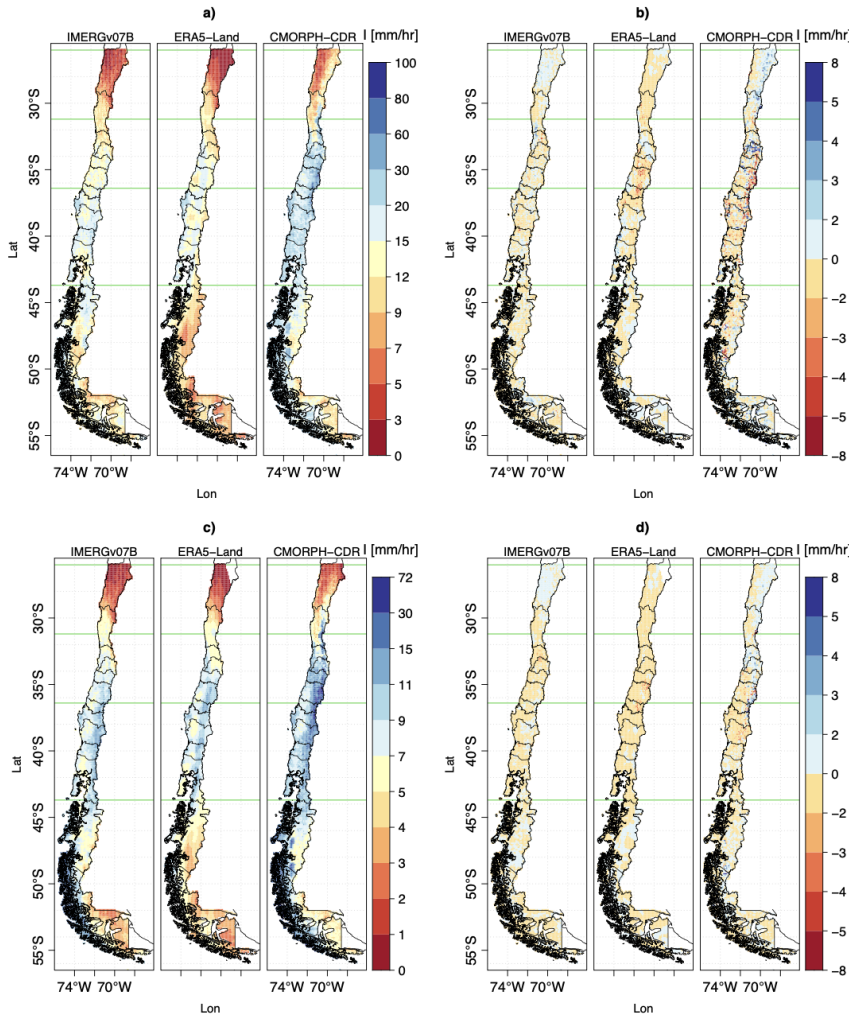 a)
IMERGv07B ERA5−Land CMORPH−CDR I [mm/hr]
100
80
60
20
15
12
9
7
5
3
0
30°S
35°S
40°S
45°S
50°S
55°S
Lat
74°W 70°W
Lon
b)
IMERGv07B ERA5−Land CMORPH−CDR I [mm/hr]
8
5
4
3
2
0
−2
−3
−4
−5
−8
30°S
35°S
40°S
45°S
50°S
55°S
Lat
74°W 70°W
Lon
c)
IMERGv07B ERA5−Land CMORPH−CDR I [mm/hr]
72
30
15
11
9
7
5
4
3
2
1
0
30°S
35°S
40°S
45°S
50°S
55°S
Lat
74°W 70°W
Lon
d)
IMERGv07B ERA5−Land CMORPH−CDR I [mm/hr]
8
5
4
3
2
0
−2
−3
−4
−5
−8
30°S
35°S
40°S
45°S
50°S
55°S
Lat
74°W 70°W
Lon